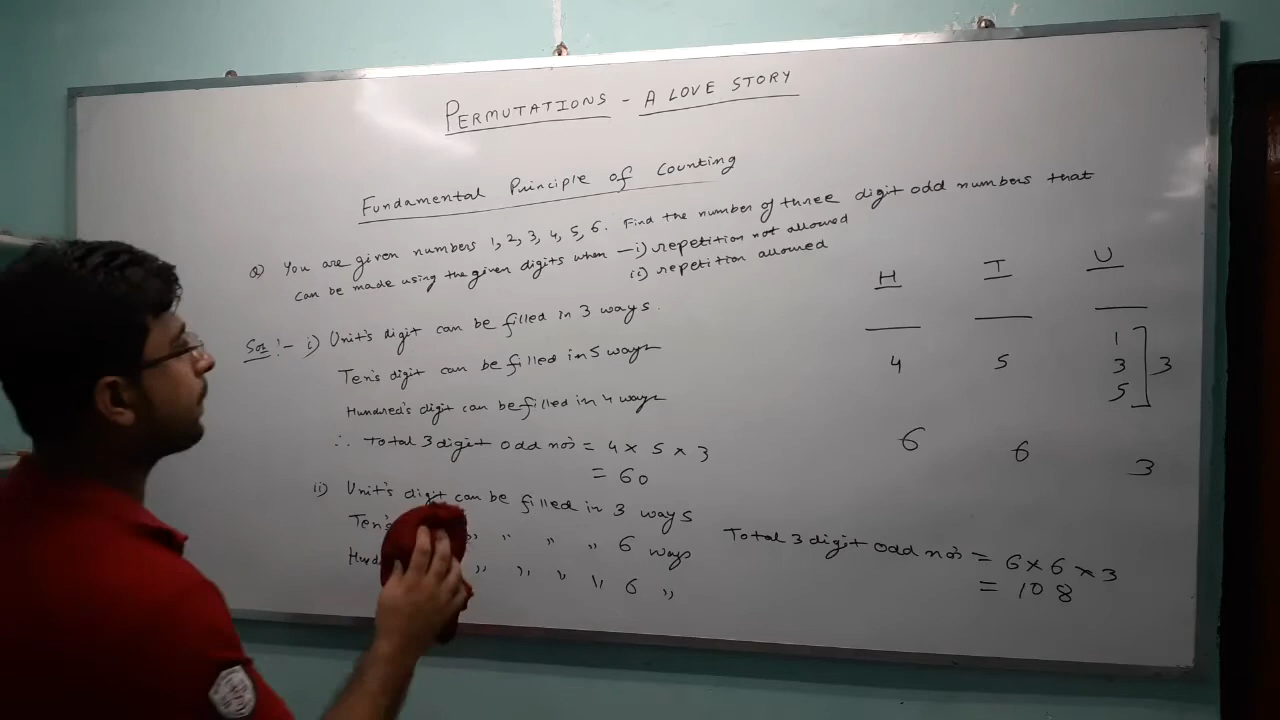 PERMUTATIONS - A LOVE STORY
Fundamental Principle of Counting
Q) You are given numbers 1, 2, 3, 4, 5, 6. Find the number of three digit odd numbers that
can be made using the given digits when - i) repetition not allowed
ii) repetition allowed
H T U
Sol:- i) Unit's digit can be filled in 3 ways.
1
Ten's digit can be filled in 5 ways
4 5 3 3
5
Hundred's digit can be filled in 4 ways
∴ Total 3 digit odd no's = 4 × 5 × 3
= 60
6 6 3
ii) Unit's digit can be filled in 3 ways
Ten's ,, ,, ,, ,, 6 ways
Hund ,, ,, ,, ,, 6 ,,
Total 3 digit odd no's = 6 × 6 × 3
= 108